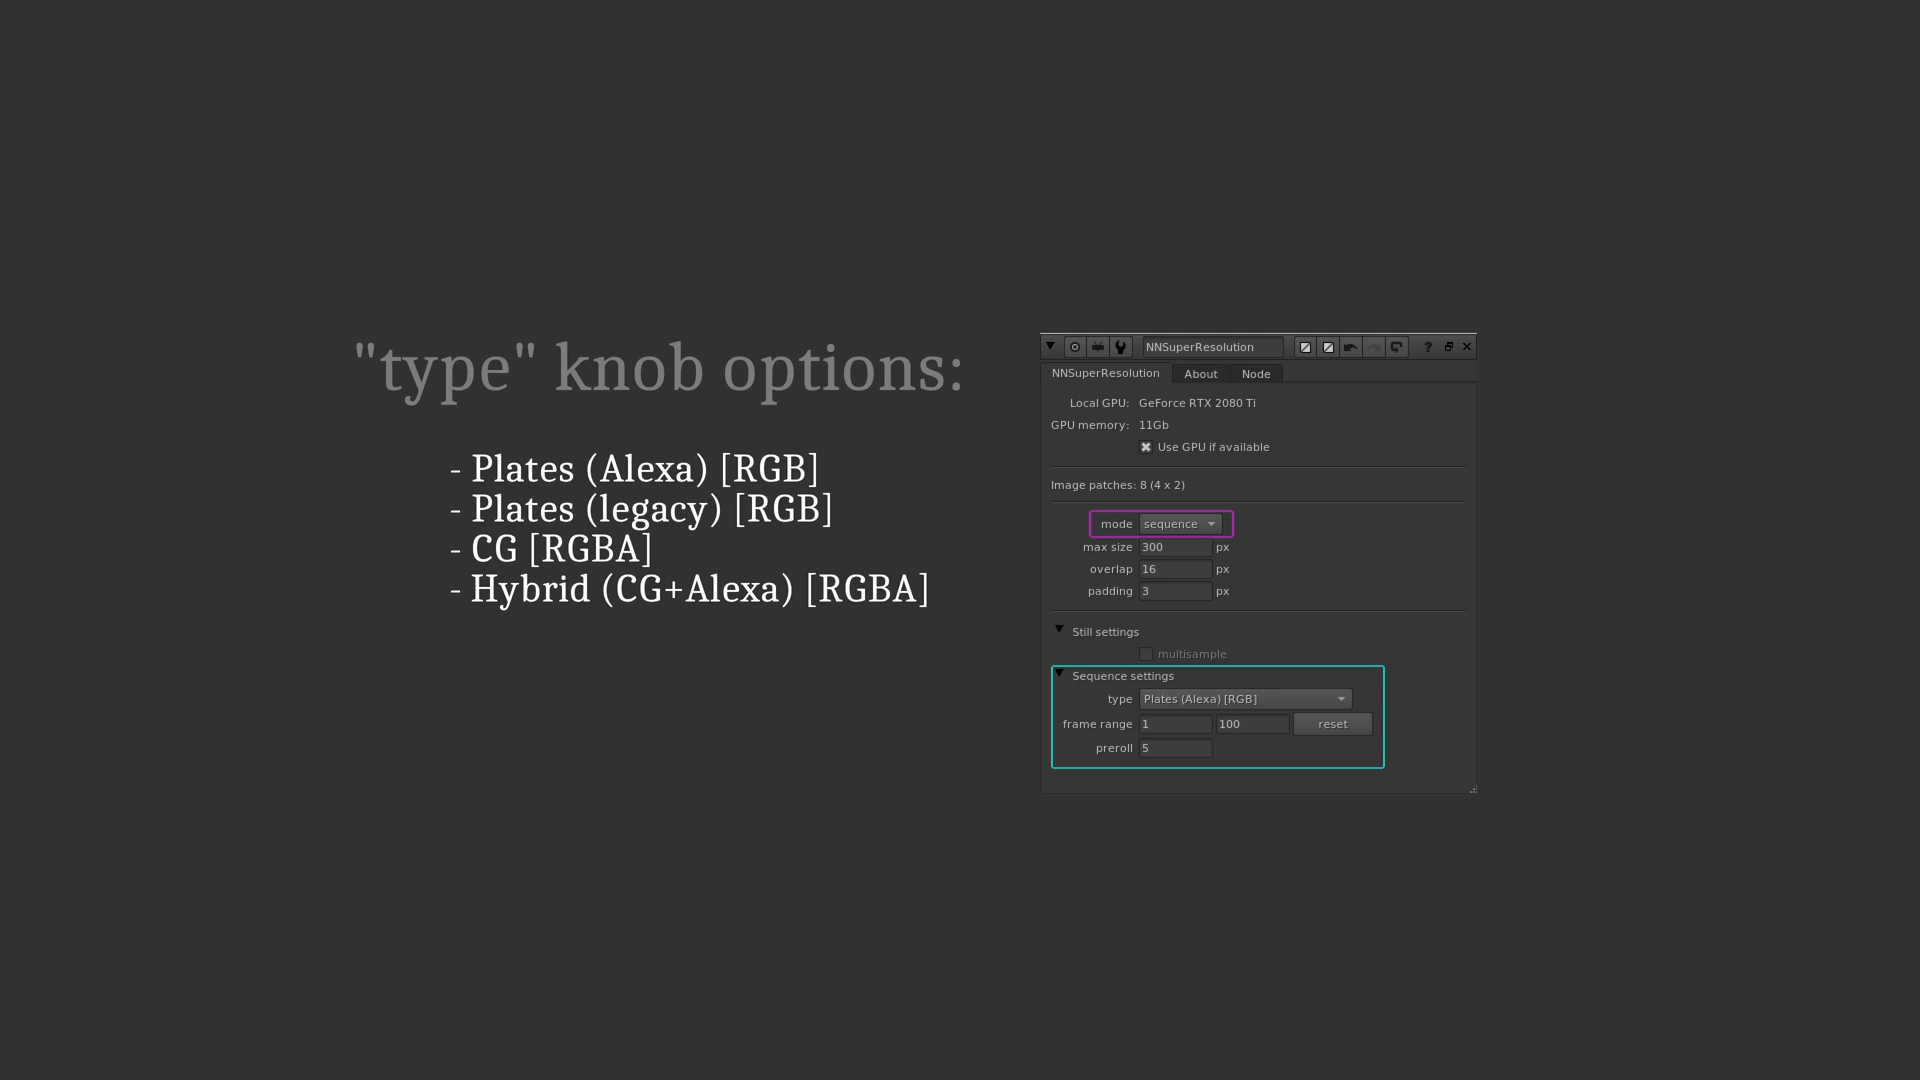 "type" knob options:
- Plates (Alexa) [RGB]
- Plates (legacy) [RGB]
- CG [RGBA]
- Hybrid (CG+Alexa) [RGBA]
NNSuperResolution ?
NNSuperResolution About Node
Local GPU: GeForce RTX 2080 Ti
GPU memory: 11Gb
Use GPU if available
Image patches: 8 (4 x 2)
mode sequence
max size 300 px
overlap 16 px
padding 3 px
Still settings
multisample
Sequence settings
type Plates (Alexa) [RGB]
frame range 1 100 reset
preroll 5